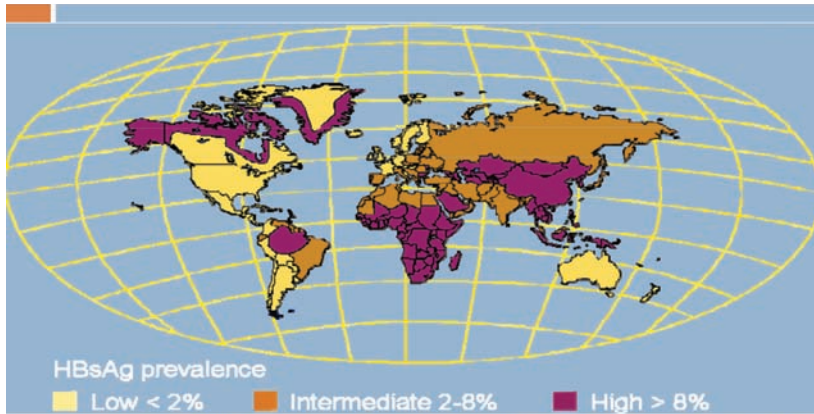 HBsAg prevalence
Low < 2% Intermediate 2-8% High > 8%